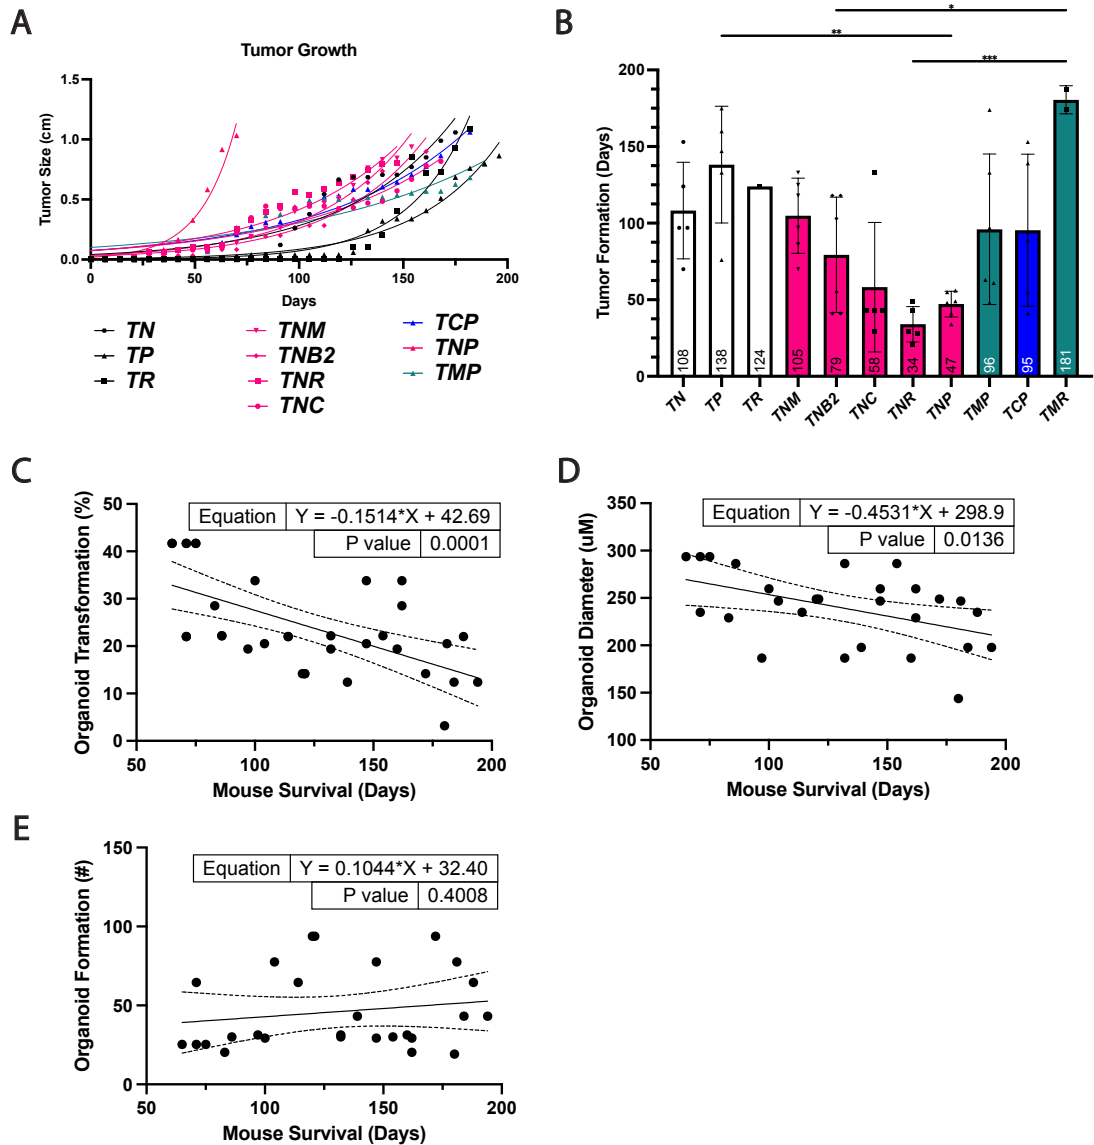 A
Tumor Growth
Tumor Size (cm)
1.5
1.0
0.5
0.0
0 50 100 150 200
Days
TN
TP
TR
TNM
TNB2
TNR
TNC
TCP
TNP
TMP
B
*
**
***
Tumor Formation (Days)
200
150
100
50
0
108 138 124 105 79 58 34 47 96 95 181
TN TP TR TNM TNB2 TNC TNR TNP TMP TCP TMR
C
Organoid Transformation (%)
50
40
30
20
10
0
Equation Y = -0.1514*X + 42.69
P value 0.0001
50 100 150 200
Mouse Survival (Days)
D
Organoid Diameter (uM)
350
300
250
200
150
100
Equation Y = -0.4531*X + 298.9
P value 0.0136
50 100 150 200
Mouse Survival (Days)
E
Organoid Formation (#)
150
100
50
0
Equation Y = 0.1044*X + 32.40
P value 0.4008
50 100 150 200
Mouse Survival (Days)